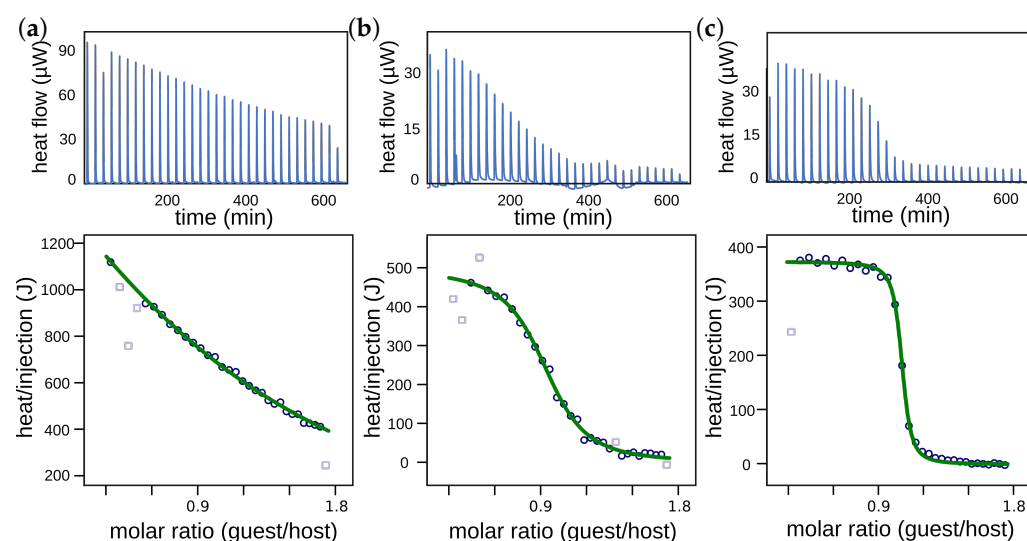 (a) (b) (c)
heat flow (µW)
90
60
30
0
200 400 600
time (min)
heat flow (µW)
30
15
0
200 400 600
time (min)
heat flow (µW)
30
15
0
200 400 600
time (min)
heat/injection (J)
1200
1000
800
600
400
200
0.9 1.8
molar ratio (guest/host)
heat/injection (J)
500
400
300
200
100
0
0.9 1.8
molar ratio (guest/host)
heat/injection (J)
400
300
200
100
0
0.9 1.8
molar ratio (guest/host)